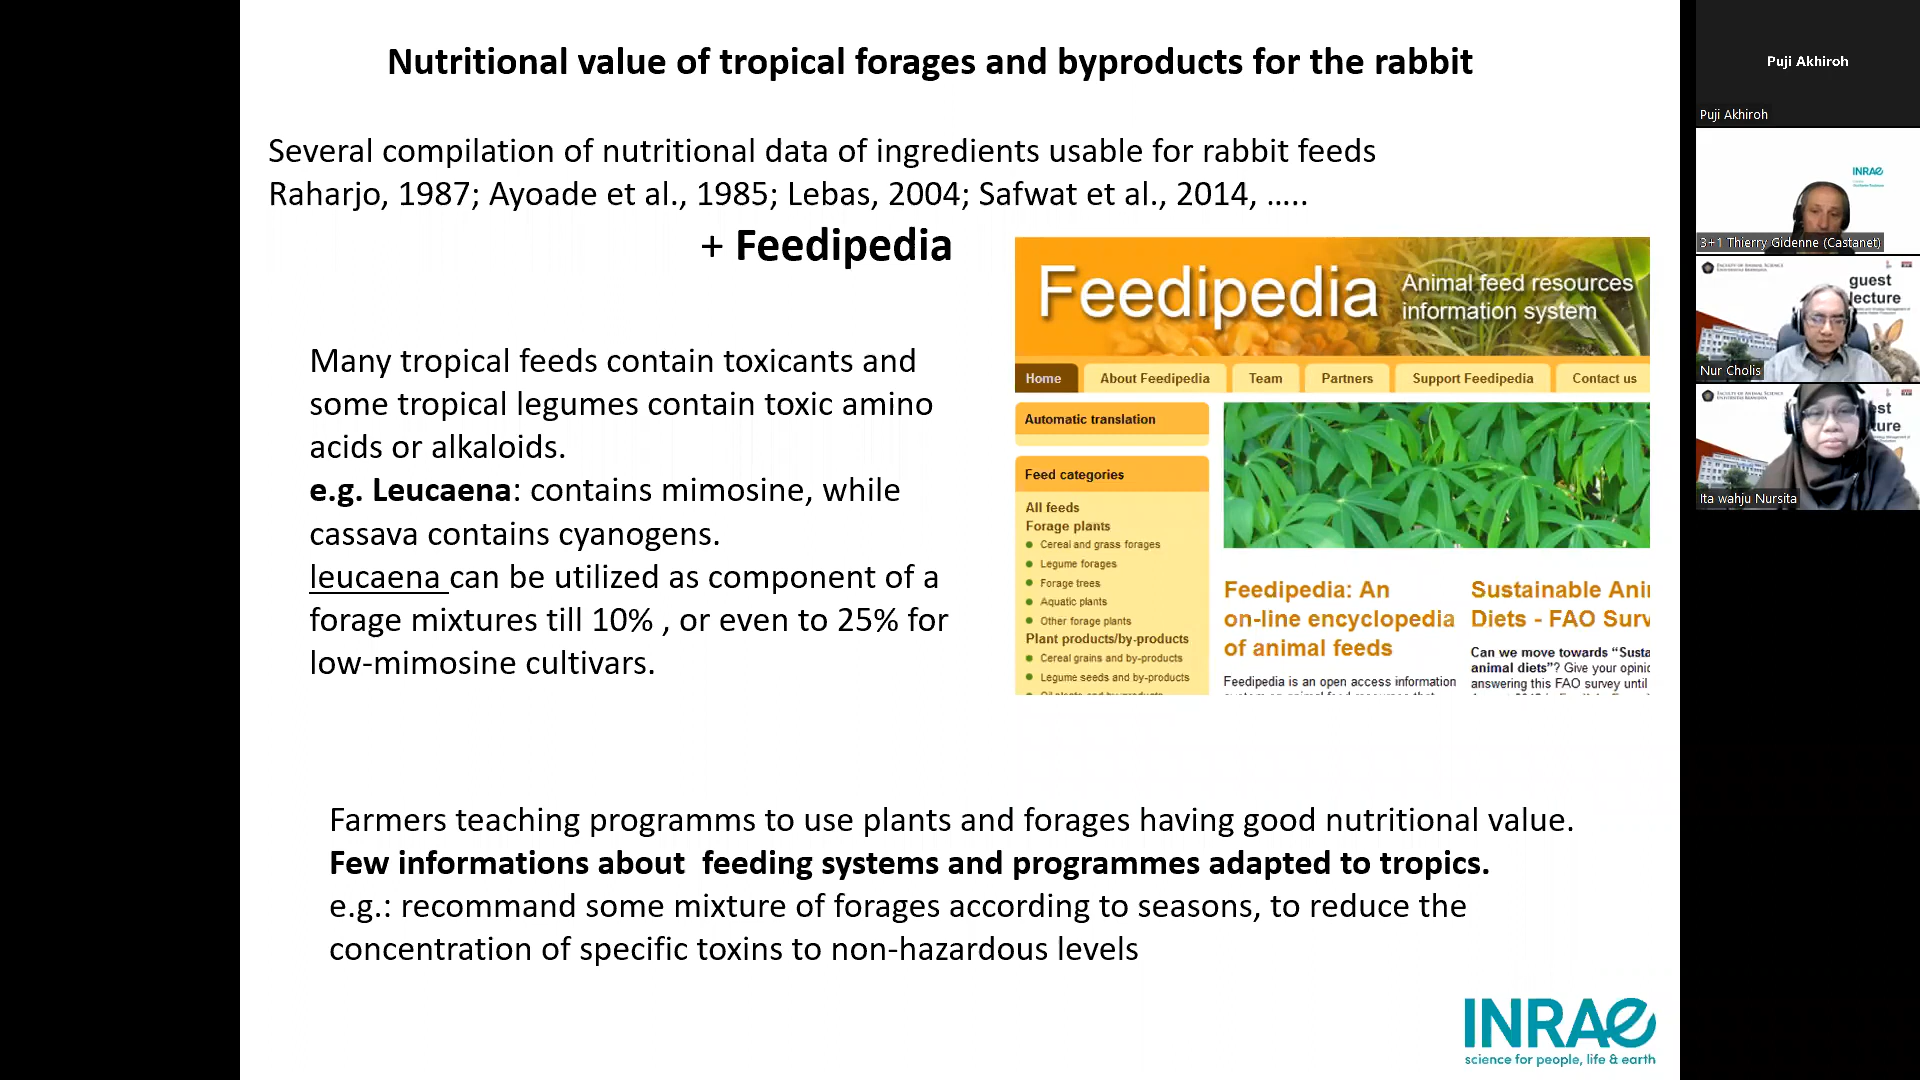 Nutritional value of tropical forages and byproducts for the rabbit
Several compilation of nutritional data of ingredients usable for rabbit feeds
Raharjo, 1987; Ayoade et al., 1985; Lebas, 2004; Safwat et al., 2014, .....
+ Feedipedia
Many tropical feeds contain toxicants and
some tropical legumes contain toxic amino
acids or alkaloids.
e.g. Leucaena: contains mimosine, while
cassava contains cyanogens.
leucaena can be utilized as component of a
forage mixtures till 10% , or even to 25% for
low-mimosine cultivars.
Feedipedia
Animal feed resources
information system
Home
About Feedipedia
Team
Partners
Support Feedipedia
Contact us
Automatic translation
Feed categories
All feeds
Forage plants
Cereal and grass forages
Legume forages
Forage trees
Aquatic plants
Other forage plants
Plant products/by-products
Cereal grains and by-products
Legume seeds and by-products
Feedipedia: An
on-line encyclopedia
of animal feeds
Feedipedia is an open access information
Sustainable Ani
Diets - FAO Surv
Can we move towards “Susta
animal diets”? Give your opinic
answering this FAO survey until
Farmers teaching programms to use plants and forages having good nutritional value.
Few informations about  feeding systems and programmes adapted to tropics.
e.g.: recommand some mixture of forages according to seasons, to reduce the
concentration of specific toxins to non-hazardous levels
INRAE
science for people, life & earth
Puji Akhiroh
Puji Akhiroh
INRAE
3+1 Thierry Gidenne (Castanet)
guest
lecture
Nur Cholis
est
ture
Ita wahju Nursita